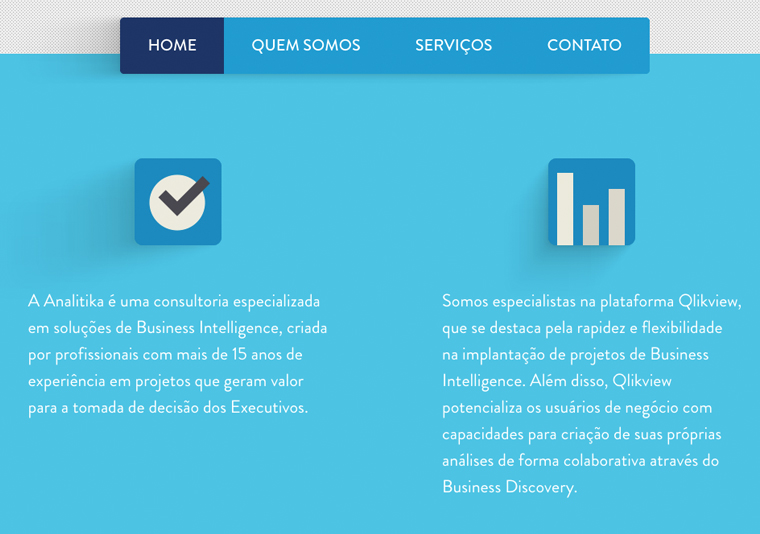 HOME QUEM SOMOS SERVIÇOS CONTATO
A Analitika é uma consultoria especializada
em soluções de Business Intelligence, criada
por profissionais com mais de 15 anos de
experiência em projetos que geram valor
para a tomada de decisão dos Executivos.
Somos especialistas na plataforma Qlikview,
que se destaca pela rapidez e flexibilidade
na implantação de projetos de Business
Intelligence. Além disso, Qlikview
potencializa os usuários de negócio com
capacidades para criação de suas próprias
análises de forma colaborativa através do
Business Discovery.